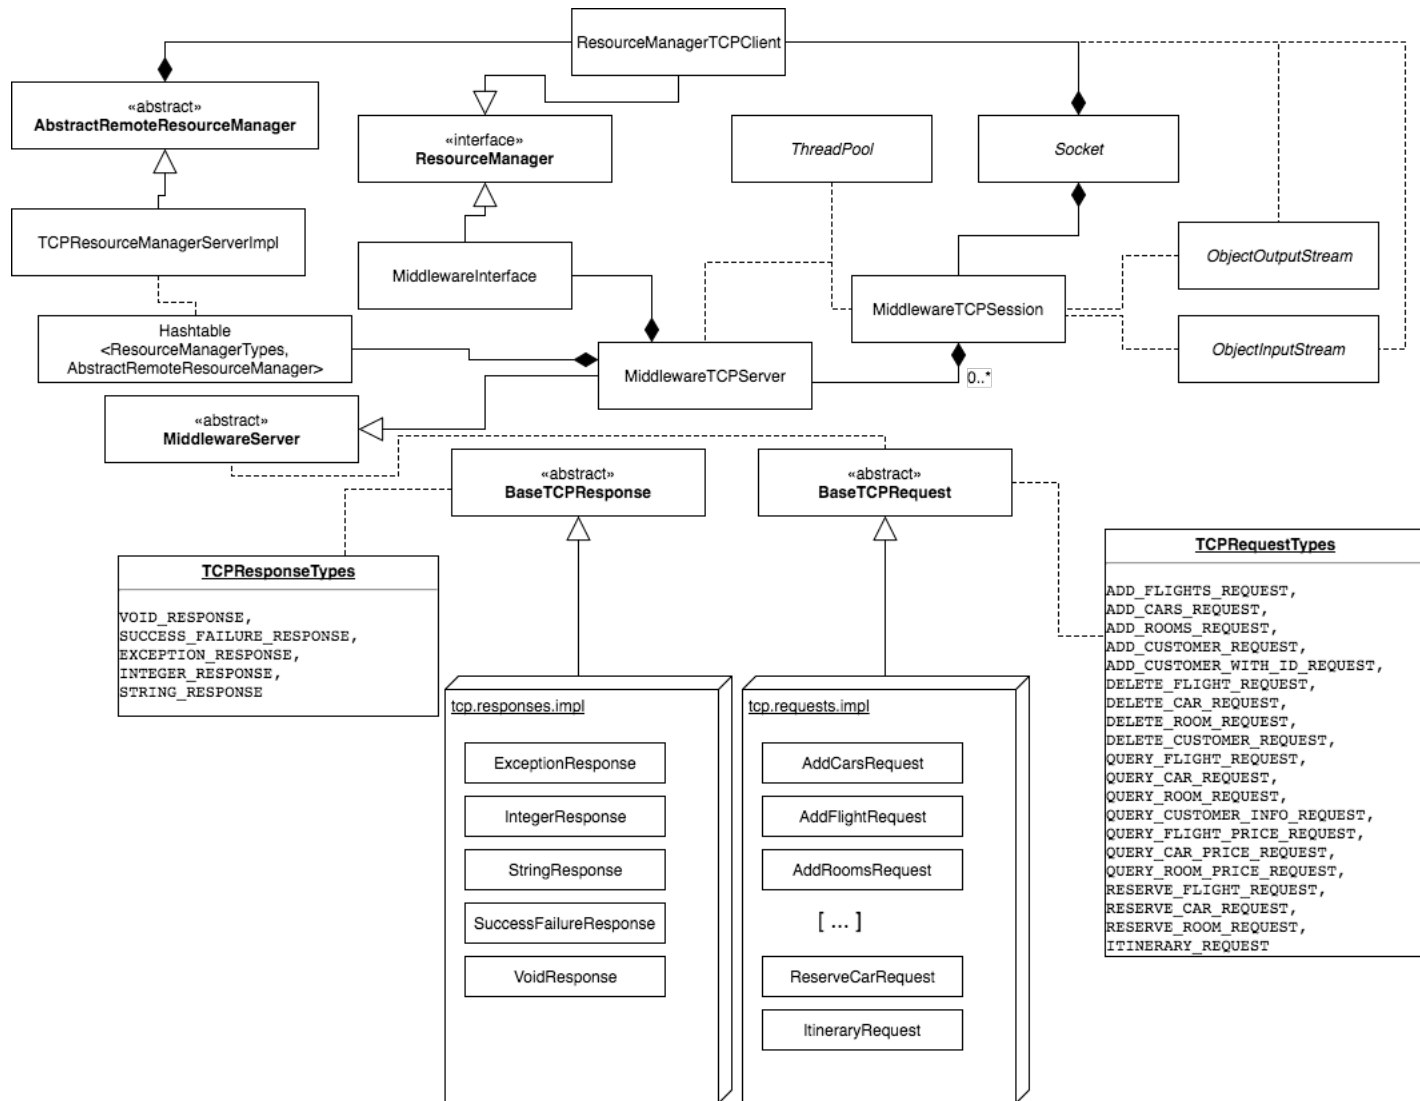 ResourceManagerTCPClient
«abstract»
AbstractRemoteResourceManager
«interface»
ResourceManager
ThreadPool
Socket
TCPResourceManagerServerImpl
MiddlewareInterface
ObjectOutputStream
MiddlewareTCPSession
Hashtable
<ResourceManagerTypes,
AbstractRemoteResourceManager>
MiddlewareTCPServer
ObjectInputStream
0..*
«abstract»
MiddlewareServer
«abstract»
BaseTCPResponse
«abstract»
BaseTCPRequest
TCPResponseTypes
VOID_RESPONSE,
SUCCESS_FAILURE_RESPONSE,
EXCEPTION_RESPONSE,
INTEGER_RESPONSE,
STRING_RESPONSE
TCPRequestTypes
ADD_FLIGHTS_REQUEST,
ADD_CARS_REQUEST,
ADD_ROOMS_REQUEST,
ADD_CUSTOMER_REQUEST,
ADD_CUSTOMER_WITH_ID_REQUEST,
DELETE_FLIGHT_REQUEST,
DELETE_CAR_REQUEST,
DELETE_ROOM_REQUEST,
DELETE_CUSTOMER_REQUEST,
QUERY_FLIGHT_REQUEST,
QUERY_CAR_REQUEST,
QUERY_ROOM_REQUEST,
QUERY_CUSTOMER_INFO_REQUEST,
QUERY_FLIGHT_PRICE_REQUEST,
QUERY_CAR_PRICE_REQUEST,
QUERY_ROOM_PRICE_REQUEST,
RESERVE_FLIGHT_REQUEST,
RESERVE_CAR_REQUEST,
RESERVE_ROOM_REQUEST,
ITINERARY_REQUEST
tcp.responses.impl
ExceptionResponse
IntegerResponse
StringResponse
SuccessFailureResponse
VoidResponse
tcp.requests.impl
AddCarsRequest
AddFlightRequest
AddRoomsRequest
[ ... ]
ReserveCarRequest
ItineraryRequest